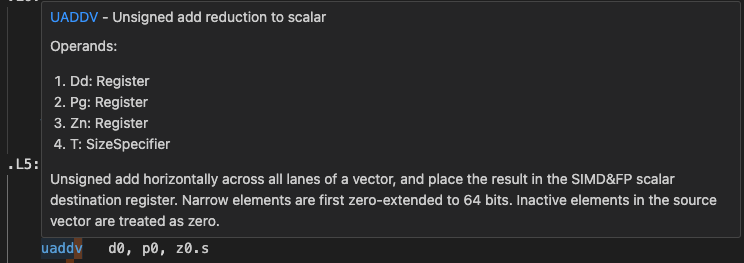 UADDV - Unsigned add reduction to scalar
Operands:
1. Dd: Register
2. Pg: Register
3. Zn: Register
4. T: SizeSpecifier
.L5:
Unsigned add horizontally across all lanes of a vector, and place the result in the SIMD&FP scalar
destination register. Narrow elements are first zero-extended to 64 bits. Inactive elements in the source
vector are treated as zero.
uaddv d0, p0, z0.s